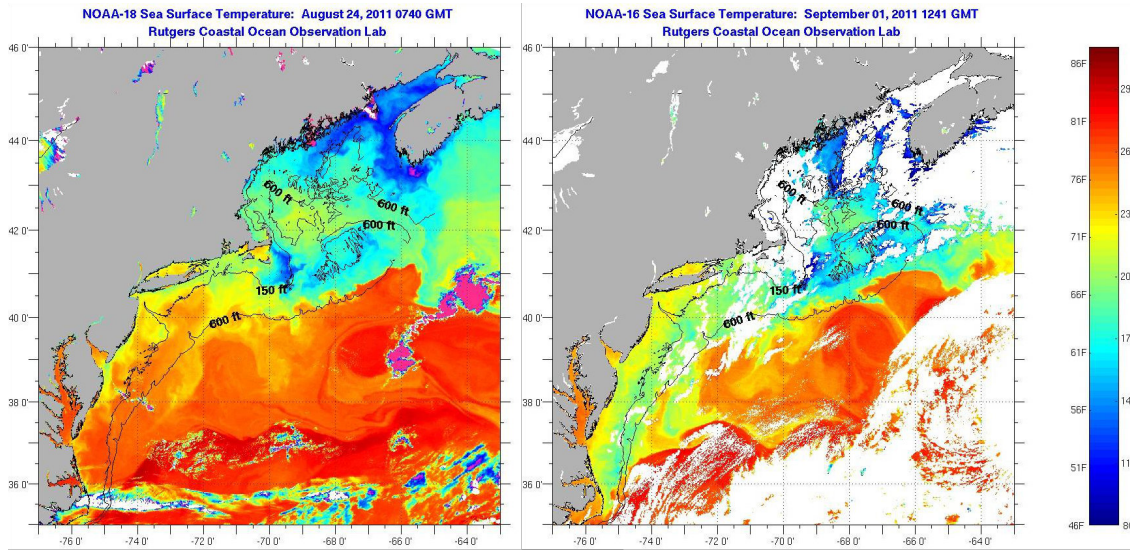 NOAA-18 Sea Surface Temperature: August 24, 2011 0740 GMT
Rutgers Coastal Ocean Observation Lab
46 0'
44 0'
42 0'
40 0'
38 0'
36 0'
600 ft
600 ft
600 ft
150 ft
600 ft
-76 0'
-74 0'
-72 0'
-70 0'
-68 0'
-66 0'
-64 0'
NOAA-16 Sea Surface Temperature: September 01, 2011 1241 GMT
Rutgers Coastal Ocean Observation Lab
46 0'
44 0'
42 0'
40 0'
38 0'
36 0'
600 ft
600 ft
600 ft
150 ft
600 ft
-76 0'
-74 0'
-72 0'
-70 0'
-68 0'
-66 0'
-64 0'
86F
29
81F
26
76F
23
71F
20
66F
17
61F
14
56F
11
51F
46F
80